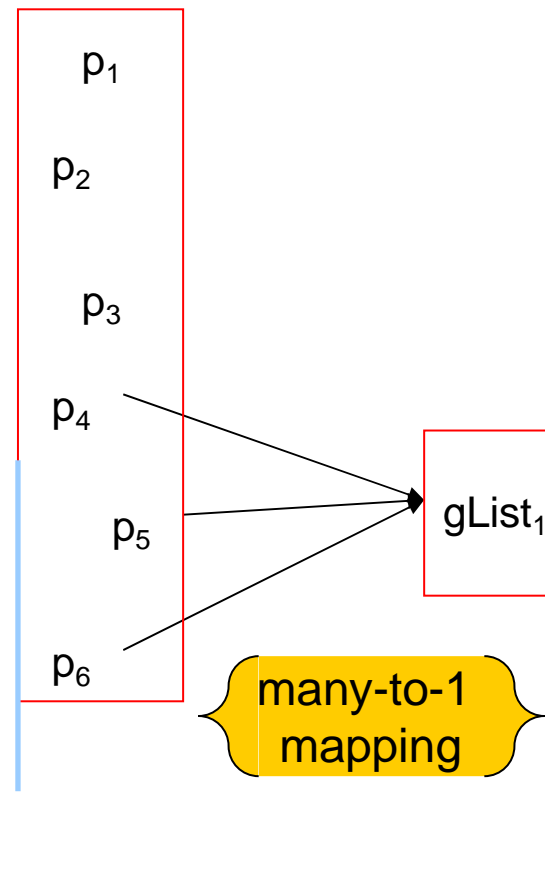 p₁
p₂
p₃
p₄
p₅
p₆
gList₁
many-to-1
mapping